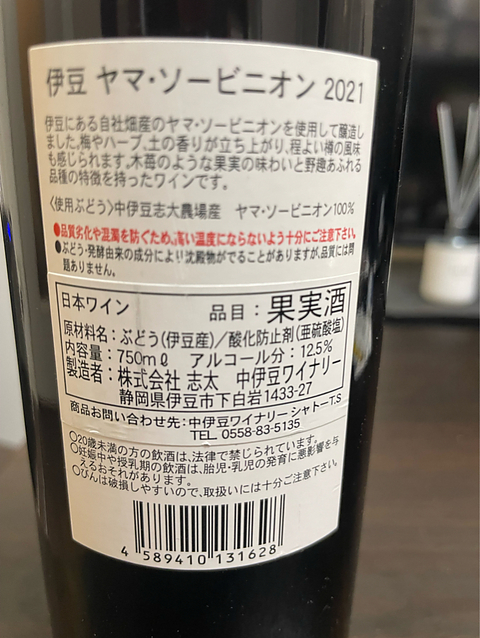 伊豆 ヤマ・ソービニオン 2021
伊豆にある自社畑産のヤマ・ソービニオンを使用して醸造し
ました。梅やハーブ、土の香りが立ち上がり、程よい樽の風味
も感じられます。木苺のような果実の味わいと野趣あふれる
品種の特徴を持ったワインです。
〈使用ぶどう〉中伊豆志太農場産 ヤマ・ソービニオン100%
●品質劣化や混濁を防ぐため、高い温度にならないよう十分にご注意下さい。
●ぶどう・発酵由来の成分により沈殿物がでることがありますが、品質には問
題ありません。
日本ワイン 品目：果実酒
原材料名：ぶどう（伊豆産）／酸化防止剤（亜硫酸塩）
内容量：750mℓ アルコール分：12.5%
製造者：株式会社 志太 中伊豆ワイナリー
静岡県伊豆市下白岩1433-27
商品お問い合わせ先：中伊豆ワイナリー シャトーT.S
TEL 0558-83-5135
○20歳未満の方の飲酒は、法律で禁じられています。
○妊娠中や授乳期の飲酒は、胎児・乳児の発育に悪影響を与
えるおそれがあります。
○びんは破損しやすいので、取扱いには十分ご注意下さい。
4 589410 131628